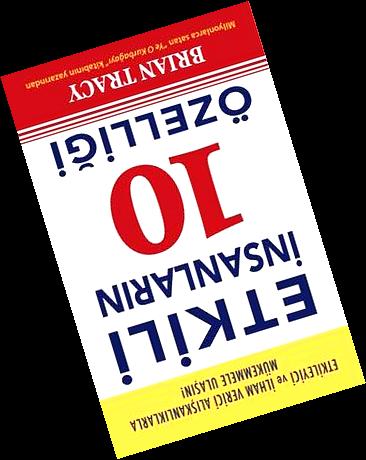 ETKİLEYİCİ ve İLHAM VERİCİ ALIŞKANLIKLARLA
MÜKEMMELE ULAŞIN!
ETKİLİ
İNSANLARIN
10
ÖZELLİĞİ
BRIAN TRACY
Milyonlarca satan "Ye O Kurbağayı" kitabının yazarından